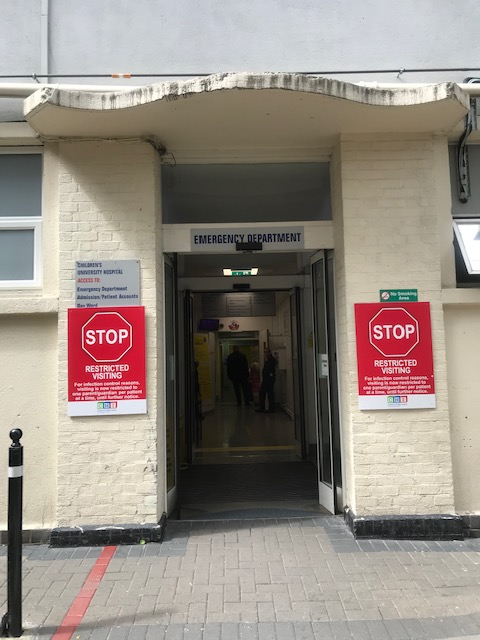 EMERGENCY DEPARTMENT
CHILDREN'S
UNIVERSITY HOSPITAL
ACCESS TO:
Emergency Department
Admission/Patient Accounts
Day Ward
STOP
RESTRICTED
VISITING
For infection control reasons,
visiting is now restricted to
one parent/guardian per patient
at a time, until further notice.
No Smoking
Area
STOP
RESTRICTED
VISITING
For infection control reasons,
visiting is now restricted to
one parent/guardian per patient
at a time, until further notice.